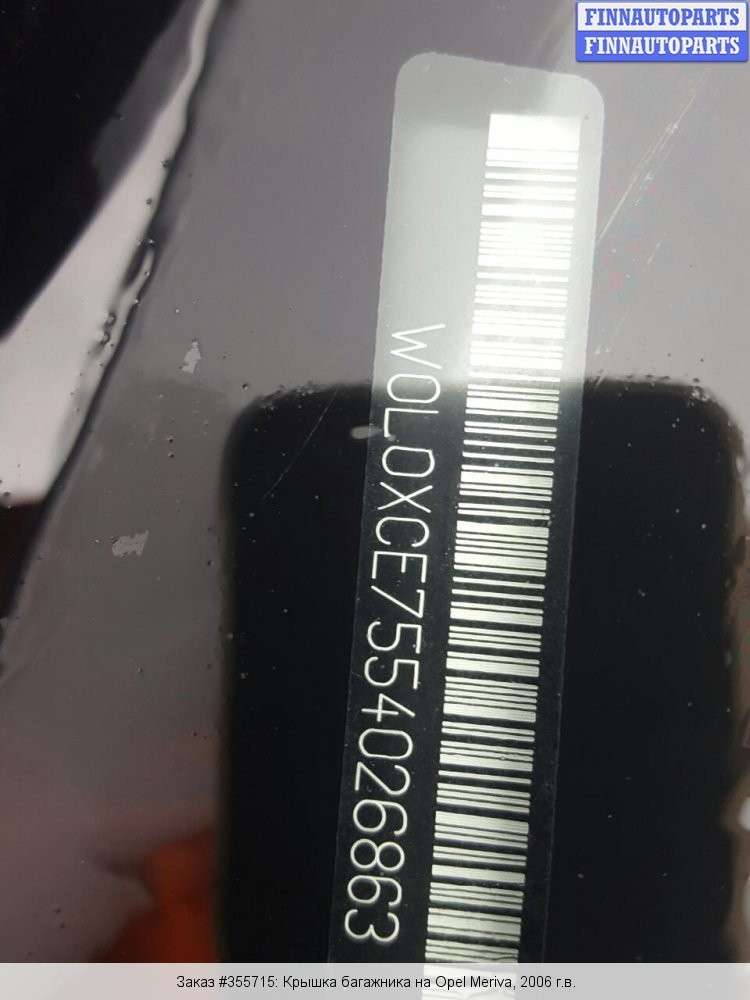 FINNAUTOPARTS
FINNAUTOPARTS
W0L0XCE7554026863
Заказ #355715: Крышка багажника на Opel Meriva, 2006 г.в.